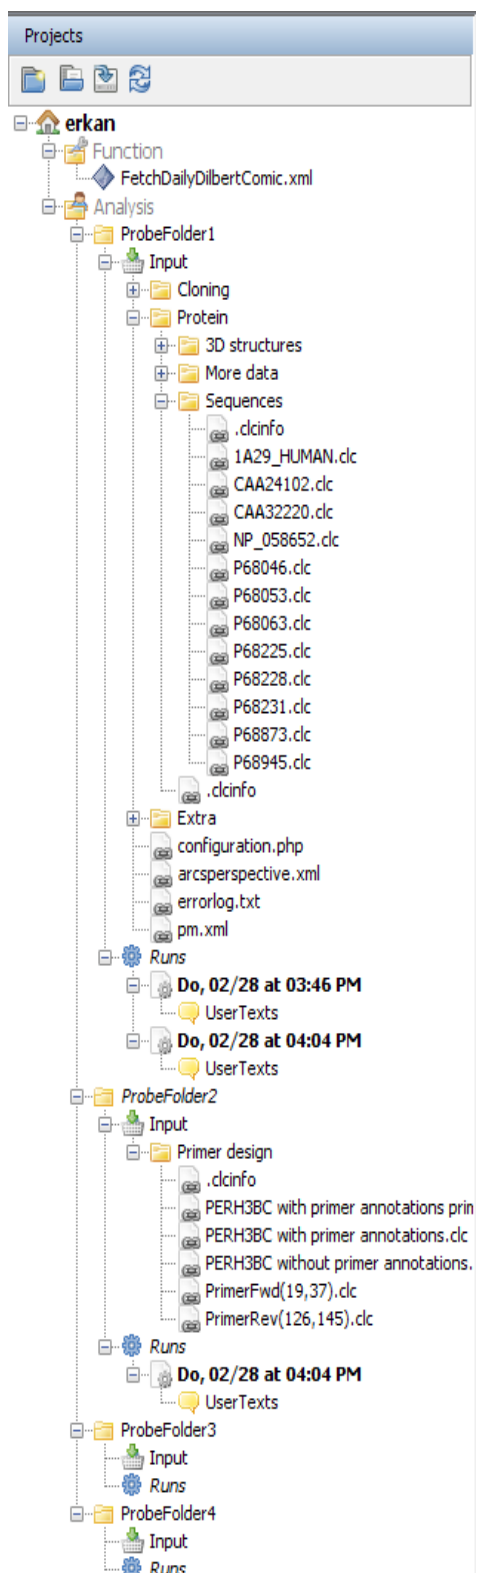 Projects
erkan
Function
FetchDailyDilbertComic.xml
Analysis
ProbeFolder1
Input
Cloning
Protein
3D structures
More data
Sequences
.clcinfo
1A29_HUMAN.clc
CAA24102.clc
CAA32220.clc
NP_058652.clc
P68046.clc
P68053.clc
P68063.clc
P68225.clc
P68228.clc
P68231.clc
P68873.clc
P68945.clc
.clcinfo
Extra
configuration.php
arcsperspective.xml
errorlog.txt
pm.xml
Runs
Do, 02/28 at 03:46 PM
UserTexts
Do, 02/28 at 04:04 PM
UserTexts
ProbeFolder2
Input
Primer design
.clcinfo
PERH3BC with primer annotations prin
PERH3BC with primer annotations.clc
PERH3BC without primer annotations.
PrimerFwd(19,37).clc
PrimerRev(126,145).clc
Runs
Do, 02/28 at 04:04 PM
UserTexts
ProbeFolder3
Input
Runs
ProbeFolder4
Input
Runs